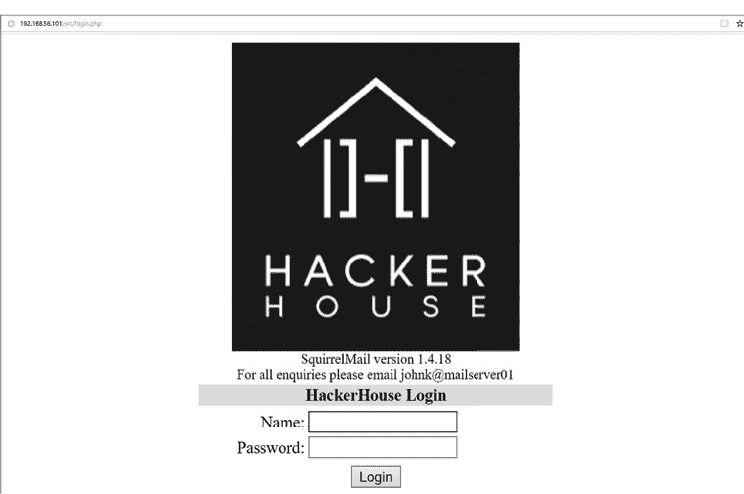 192.168.56.101/src/login.php
|]-[|
HACKER
HOUSE
SquirrelMail version 1.4.18
For all enquiries please email johnk@mailserver01
HackerHouse Login
Name:
Password:
Login